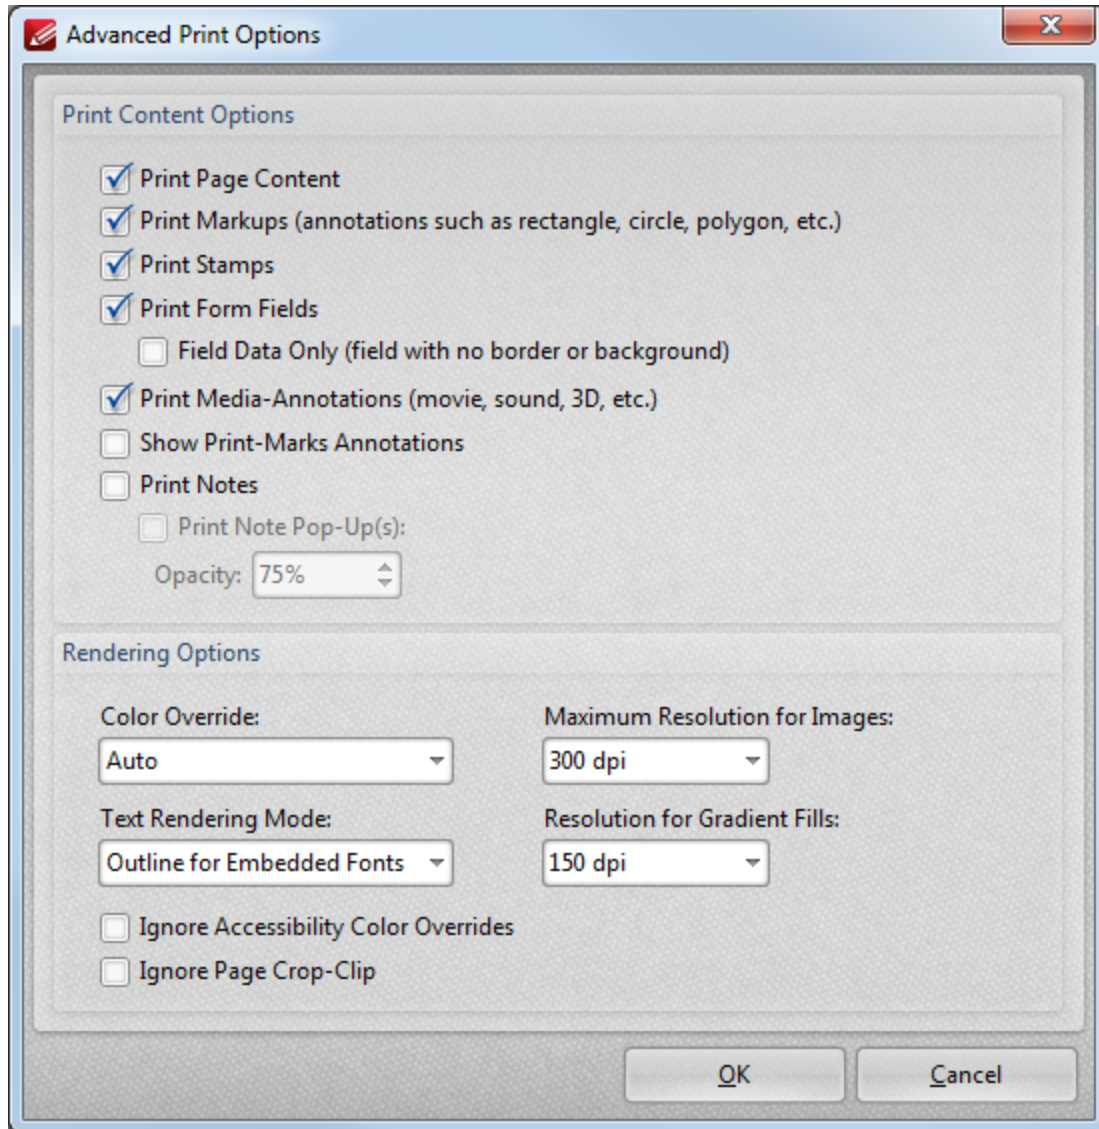 Advanced Print Options
Print Content Options
Print Page Content
Print Markups (annotations such as rectangle, circle, polygon, etc.)
Print Stamps
Print Form Fields
Field Data Only (field with no border or background)
Print Media-Annotations (movie, sound, 3D, etc.)
Show Print-Marks Annotations
Print Notes
Print Note Pop-Up(s):
Opacity: 75%
Rendering Options
Color Override: Maximum Resolution for Images:
Auto 300 dpi
Text Rendering Mode: Resolution for Gradient Fills:
Outline for Embedded Fonts 150 dpi
Ignore Accessibility Color Overrides
Ignore Page Crop-Clip
OK Cancel